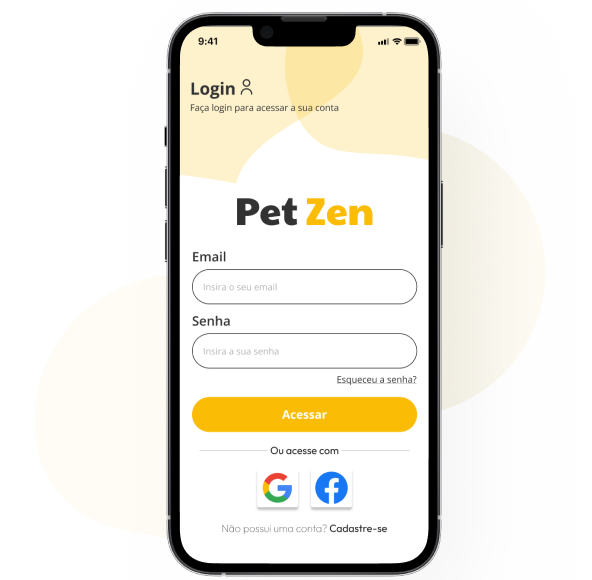 9:41
Login
Faça login para acessar a sua conta
Pet Zen
Email
Insira o seu email
Senha
Insira a sua senha
Esqueceu a senha?
Acessar
Ou acesse com
Não possui uma conta? Cadastre-se